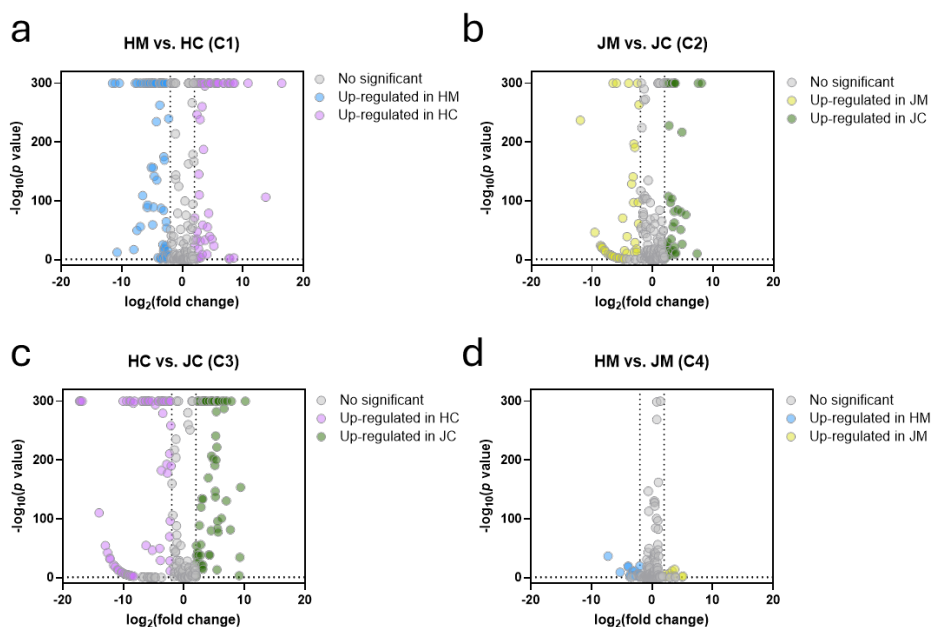 a
HM vs. HC (C1)
300
200
100
0
-20
-10
0
10
20
-log10(p value)
log2(fold change)
No significant
Up-regulated in HM
Up-regulated in HC
b
JM vs. JC (C2)
300
200
100
0
-20
-10
0
10
20
-log10(p value)
log2(fold change)
No significant
Up-regulated in JM
Up-regulated in JC
c
HC vs. JC (C3)
300
200
100
0
-20
-10
0
10
20
-log10(p value)
log2(fold change)
No significant
Up-regulated in HC
Up-regulated in JC
d
HM vs. JM (C4)
300
200
100
0
-20
-10
0
10
20
-log10(p value)
log2(fold change)
No significant
Up-regulated in HM
Up-regulated in JM